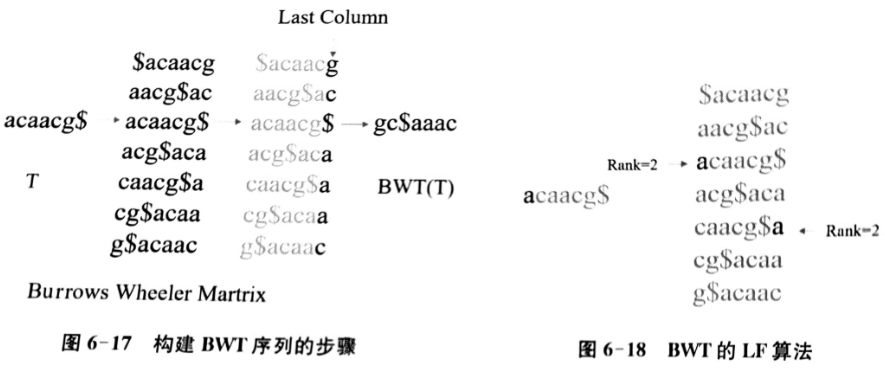 Last Column
$acaacg
aacg$ac
acaacg$
acg$aca
caacg$a
cg$acaa
g$acaac
$acaacg
aacg$ac
acaacg$
acg$aca
caacg$a
cg$acaa
g$acaac
acaacg$
T
gc$aaac
BWT(T)
Burrows Wheeler Martrix
图 6-17 构建 BWT 序列的步骤
$acaacg
aacg$ac
acaacg$
acg$aca
caacg$a
cg$acaa
g$acaac
Rank=2
acaacg$
Rank=2
图 6-18 BWT 的 LF 算法